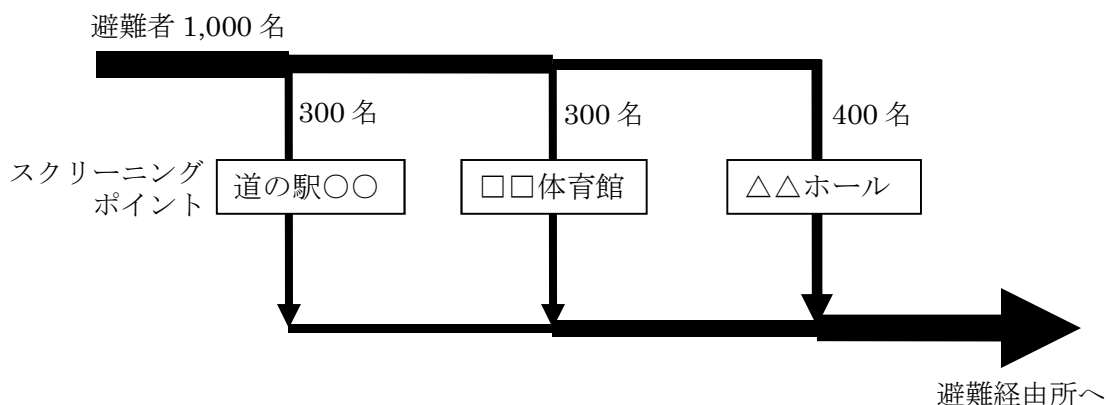 避難者 1,000 名
300 名
300 名
400 名
スクリーニング
ポイント
道の駅○○
□□体育館
△△ホール
避難経由所へ